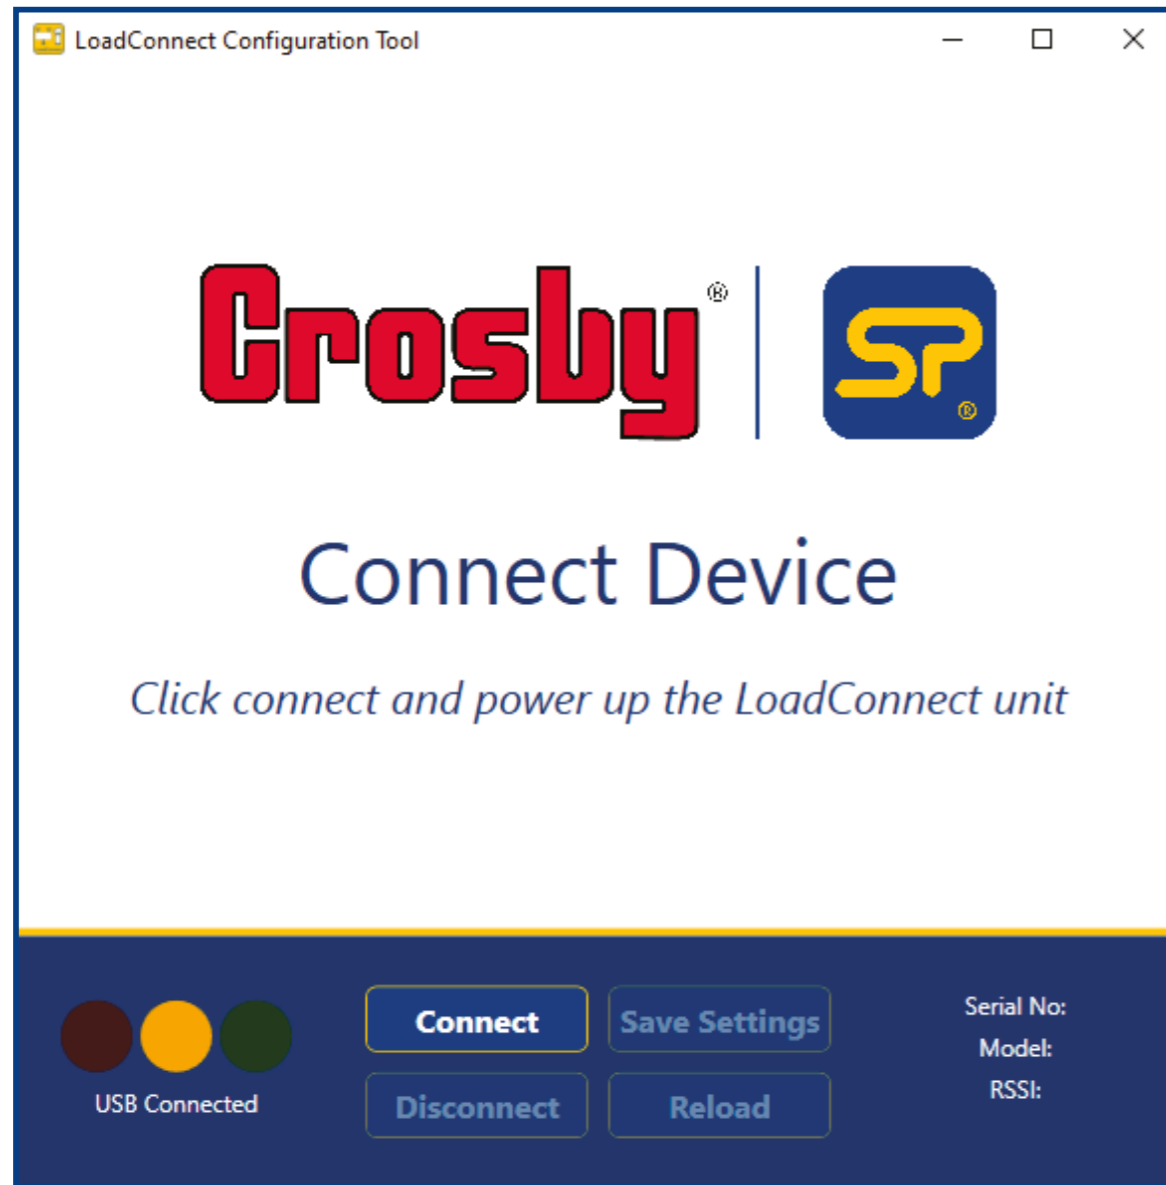 LoadConnect Configuration Tool
Crosby®
SP®
Connect Device
Click connect and power up the LoadConnect unit
Connect
Save Settings
Disconnect
Reload
USB Connected
Serial No:
Model:
RSSI: